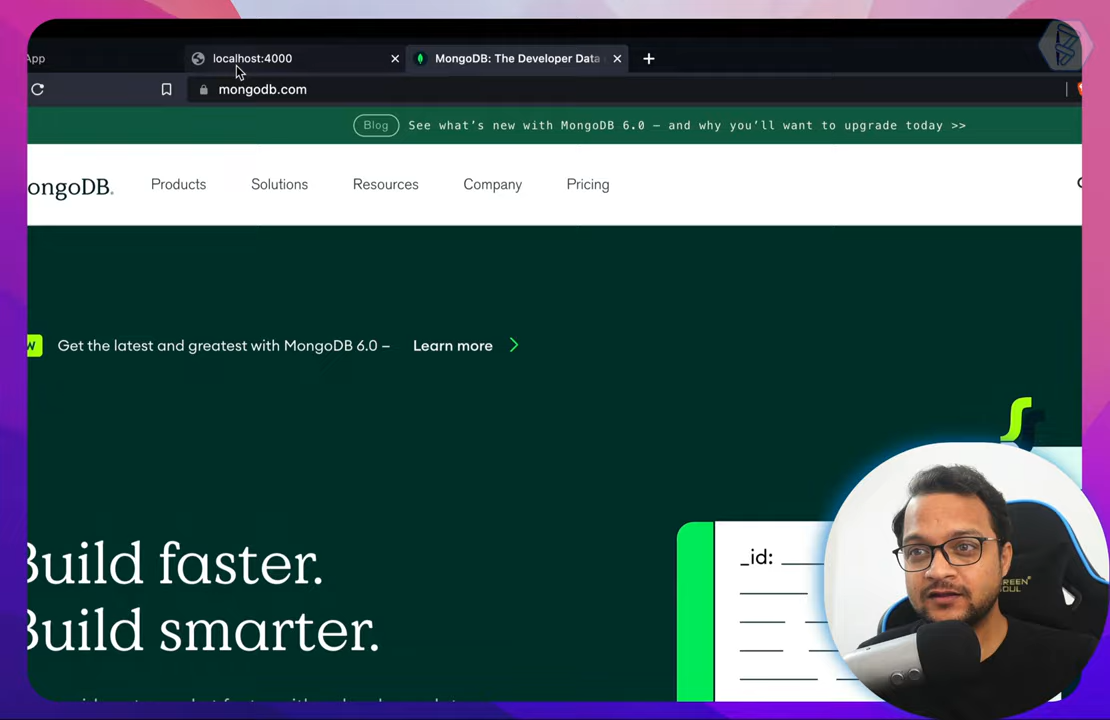 App
localhost:4000
MongoDB: The Developer Data
mongodb.com
Blog
See what's new with MongoDB 6.0 — and why you'll want to upgrade today >>
ongoDB.
Products
Solutions
Resources
Company
Pricing
Get the latest and greatest with MongoDB 6.0 –
Learn more
_id:
Build faster.
Build smarter.
GREEN
SOUL